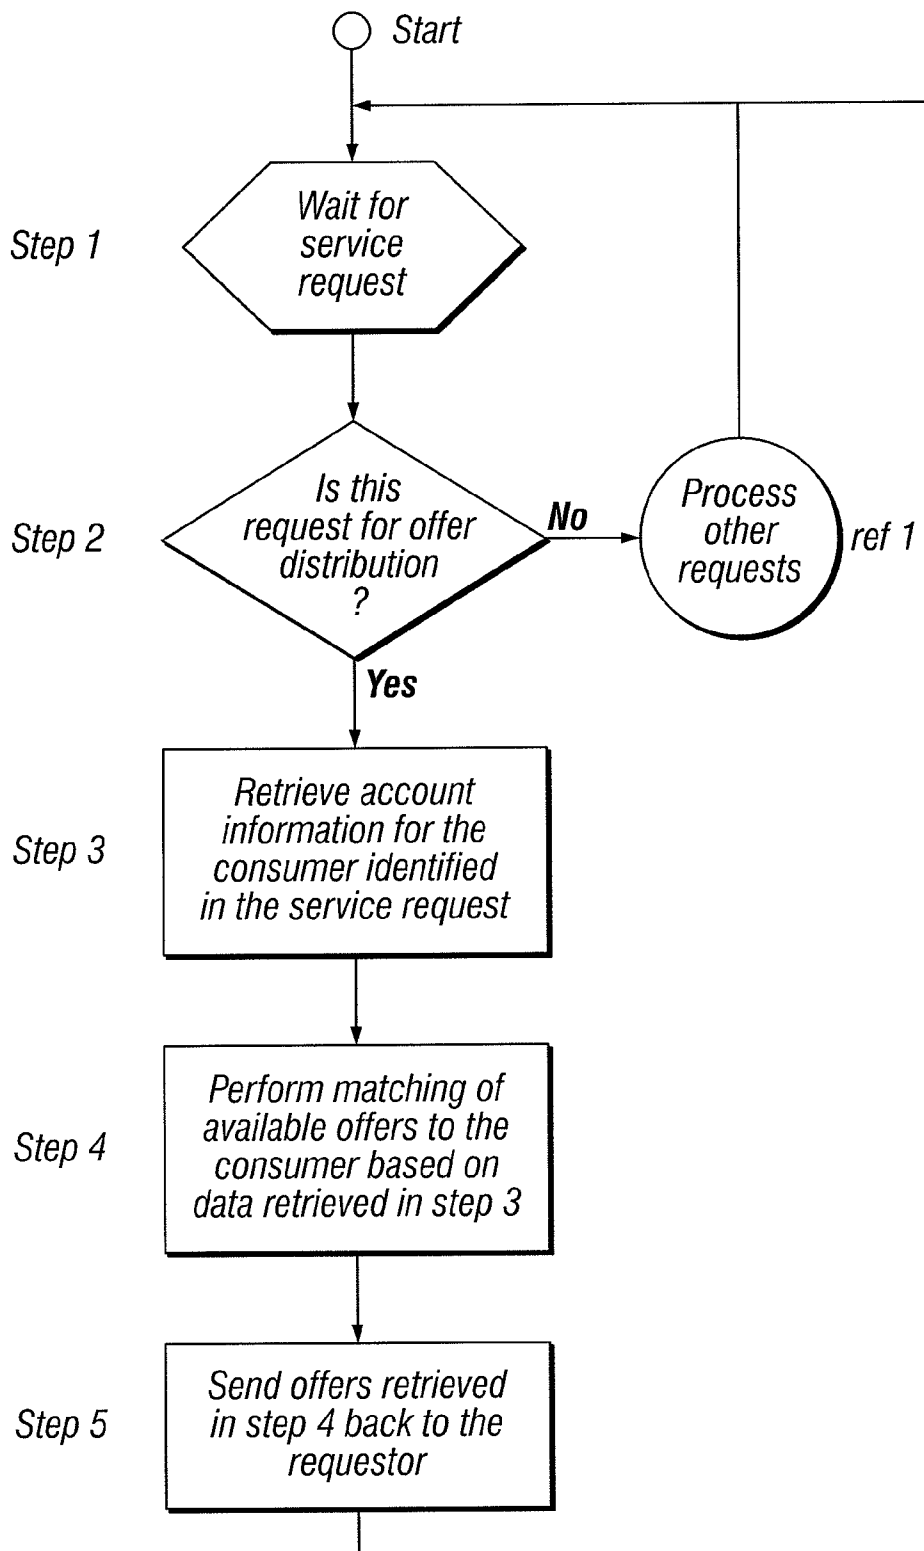 Start
Step 1
Wait for
service
request
Step 2
Is this
request for offer
distribution
?
No
Process
other
requests
ref 1
Yes
Step 3
Retrieve account
information for the
consumer identified
in the service request
Step 4
Perform matching of
available offers to the
consumer based on
data retrieved in step 3
Step 5
Send offers retrieved
in step 4 back to the
requestor